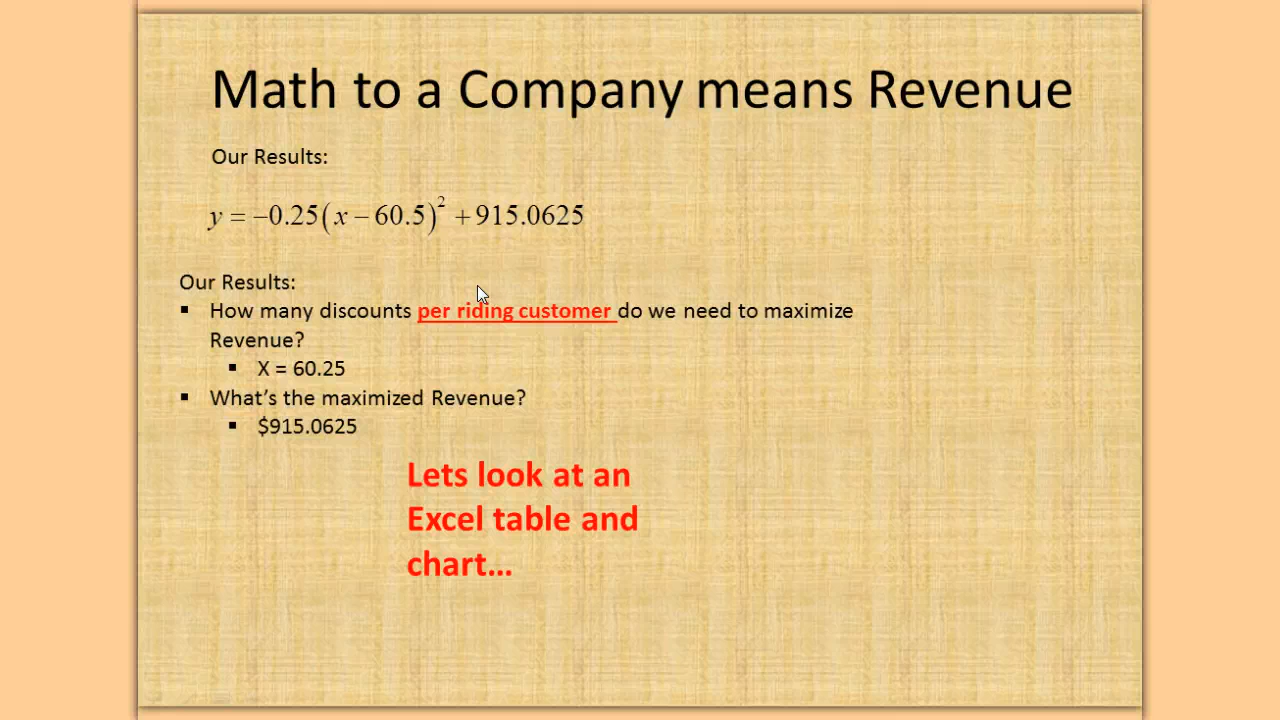 Math to a Company means Revenue
Our Results:
y = −0.25(x − 60.5)² + 915.0625
Our Results:
▪ How many discounts per riding customer do we need to maximize
Revenue?
▪ X = 60.25
▪ What's the maximized Revenue?
▪ $915.0625
Lets look at an
Excel table and
chart...